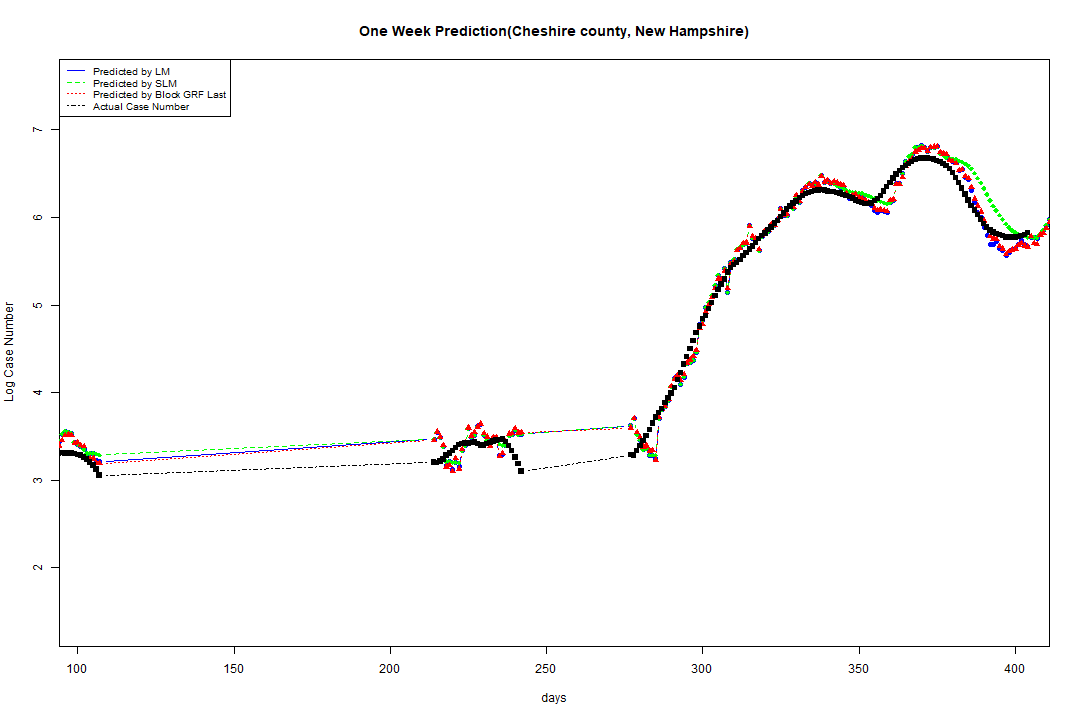 One Week Prediction(Cheshire county, New Hampshire)
Predicted by LM
Predicted by SLM
Predicted by Block GRF Last
Actual Case Number
7
6
5
4
3
2
Log Case Number
100 150 200 250 300 350 400
days